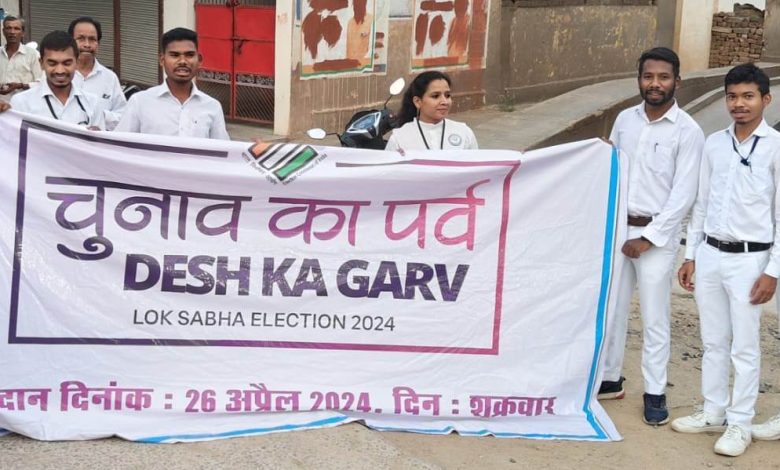 चुनाव का पर्व
DESH KA GARV
LOK SABHA ELECTION 2024
दान दिनांक : 26 अप्रैल 2024, दिन : शुक्रवार